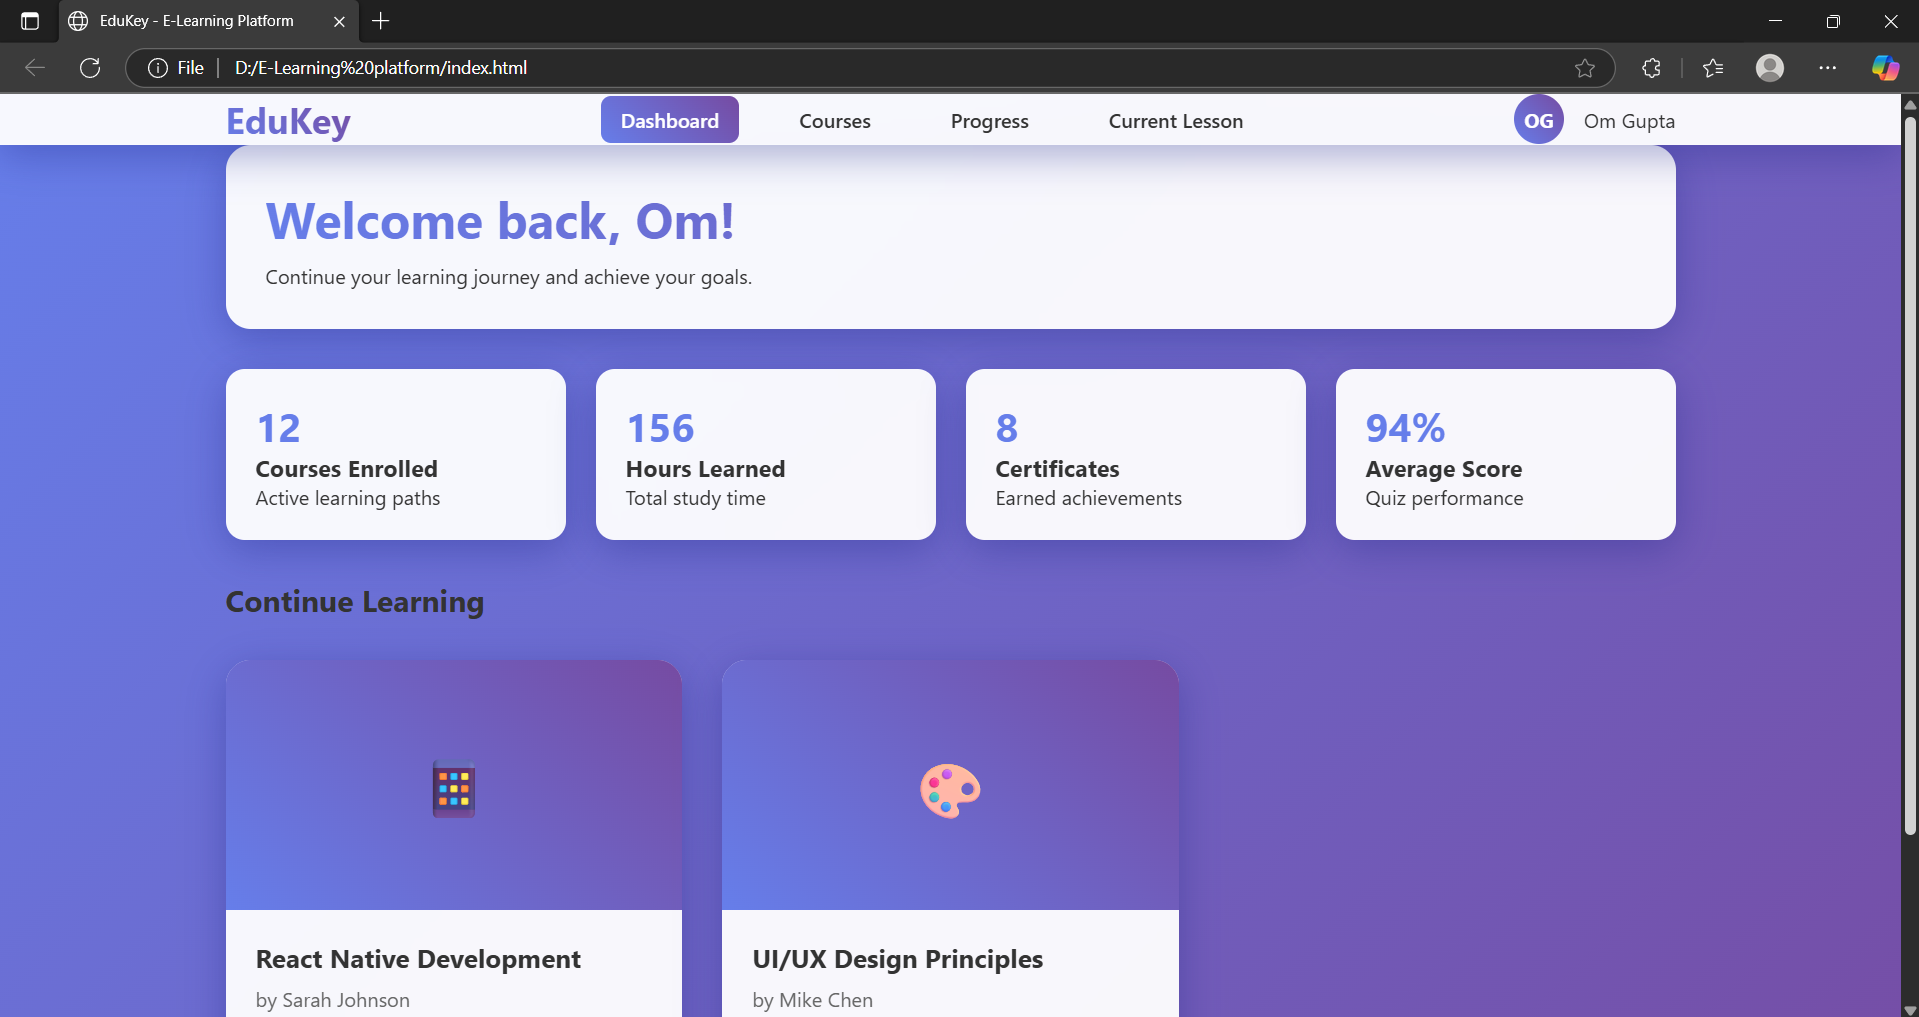 EduKey - E-Learning Platform
File
D:/E-Learning%20platform/index.html
EduKey
Dashboard
Courses
Progress
Current Lesson
OG
Om Gupta
Welcome back, Om!
Continue your learning journey and achieve your goals.
12
Courses Enrolled
Active learning paths
156
Hours Learned
Total study time
8
Certificates
Earned achievements
94%
Average Score
Quiz performance
Continue Learning
React Native Development
by Sarah Johnson
UI/UX Design Principles
by Mike Chen